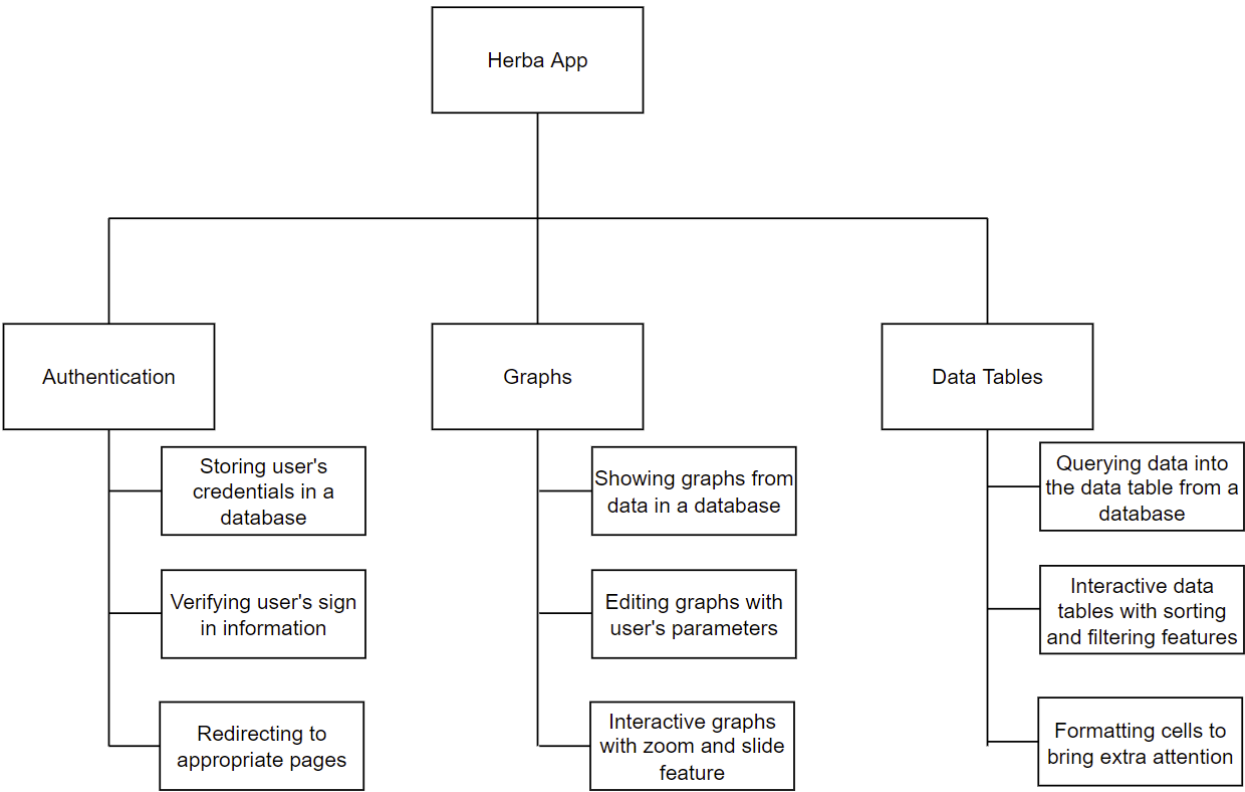 Herba App
Authentication
Graphs
Data Tables
Storing user's
credentials in a
database
Verifying user's sign
in information
Redirecting to
appropriate pages
Showing graphs from
data in a database
Editing graphs with
user's parameters
Interactive graphs
with zoom and slide
feature
Querying data into
the data table from a
database
Interactive data
tables with sorting
and filtering features
Formatting cells to
bring extra attention